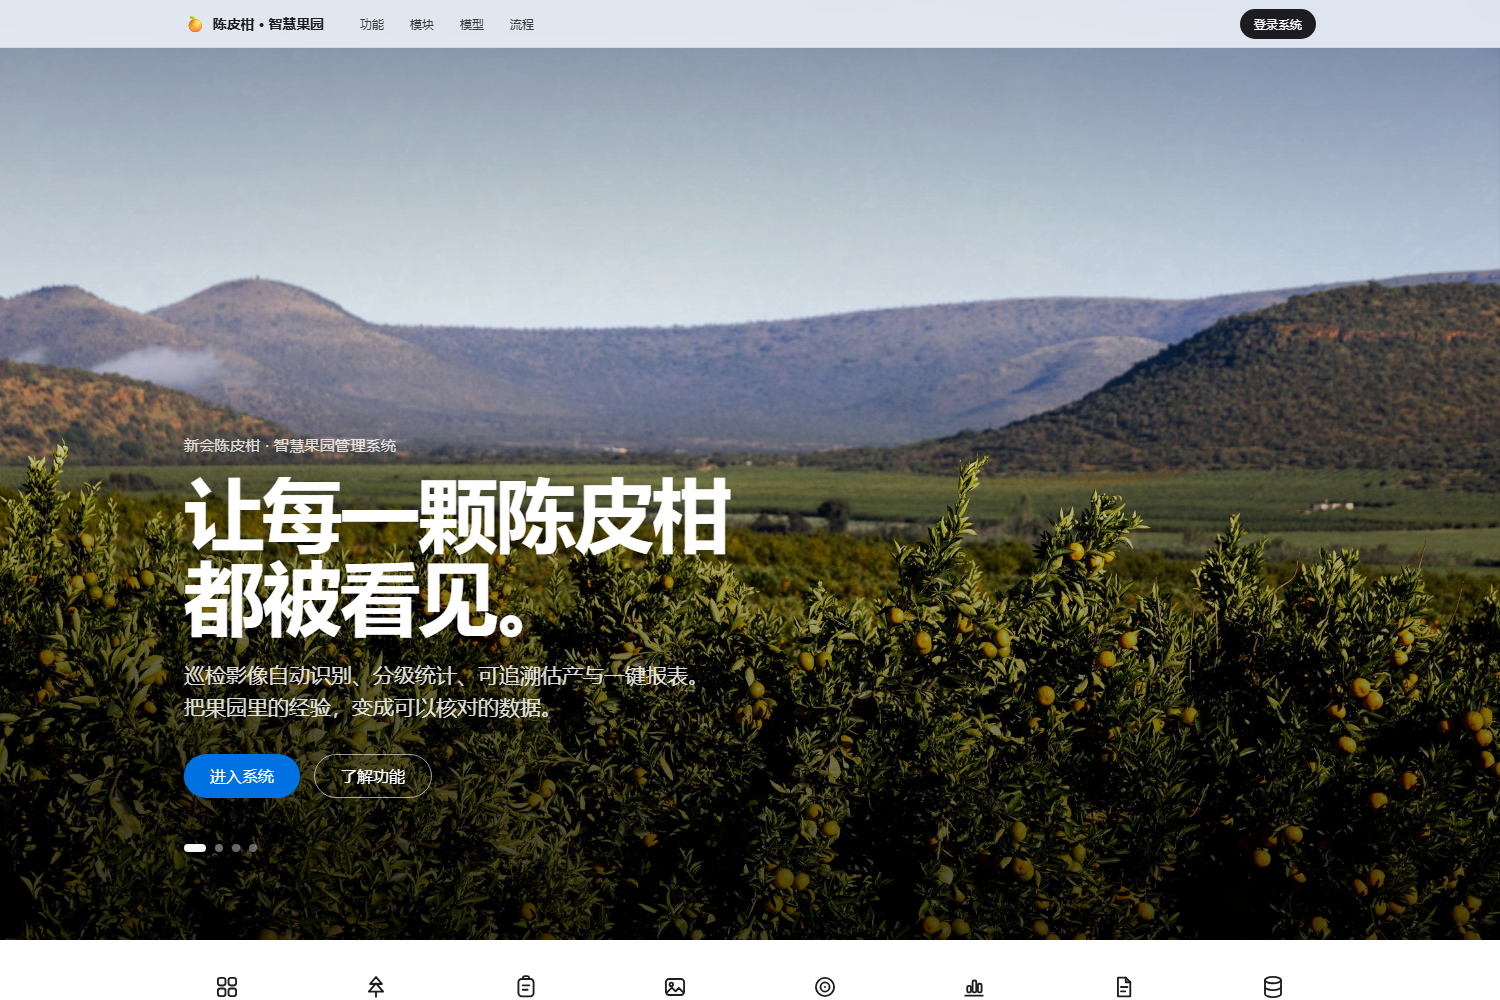 陈皮柑 • 智慧果园
功能
模块
模型
流程
登录系统
新会陈皮柑 · 智慧果园管理系统
让每一颗陈皮柑
都被看见。
巡检影像自动识别、分级统计、可追溯估产与一键报表。
把果园里的经验，变成可以核对的数据。
进入系统
了解功能